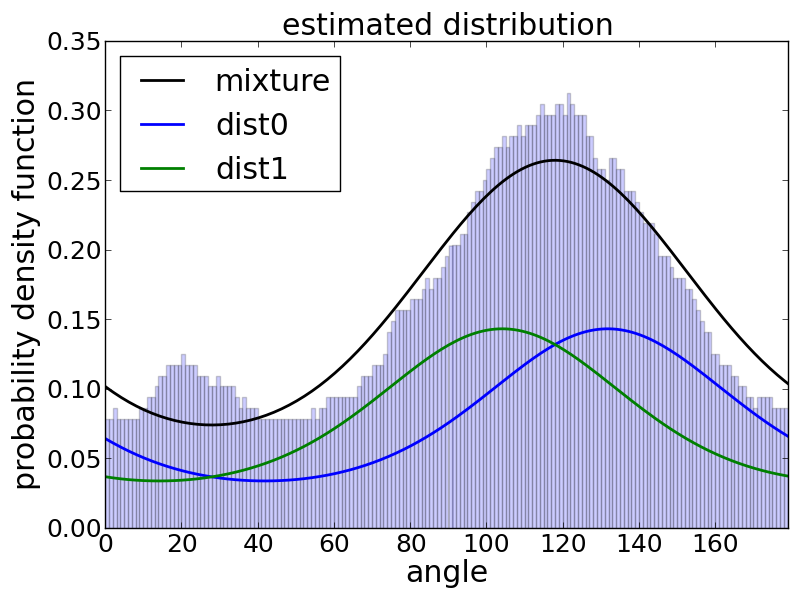 estimated distribution
probability density function
0.35
0.30
0.25
0.20
0.15
0.10
0.05
0.00
mixture
dist0
dist1
0 20 40 60 80 100 120 140 160
angle